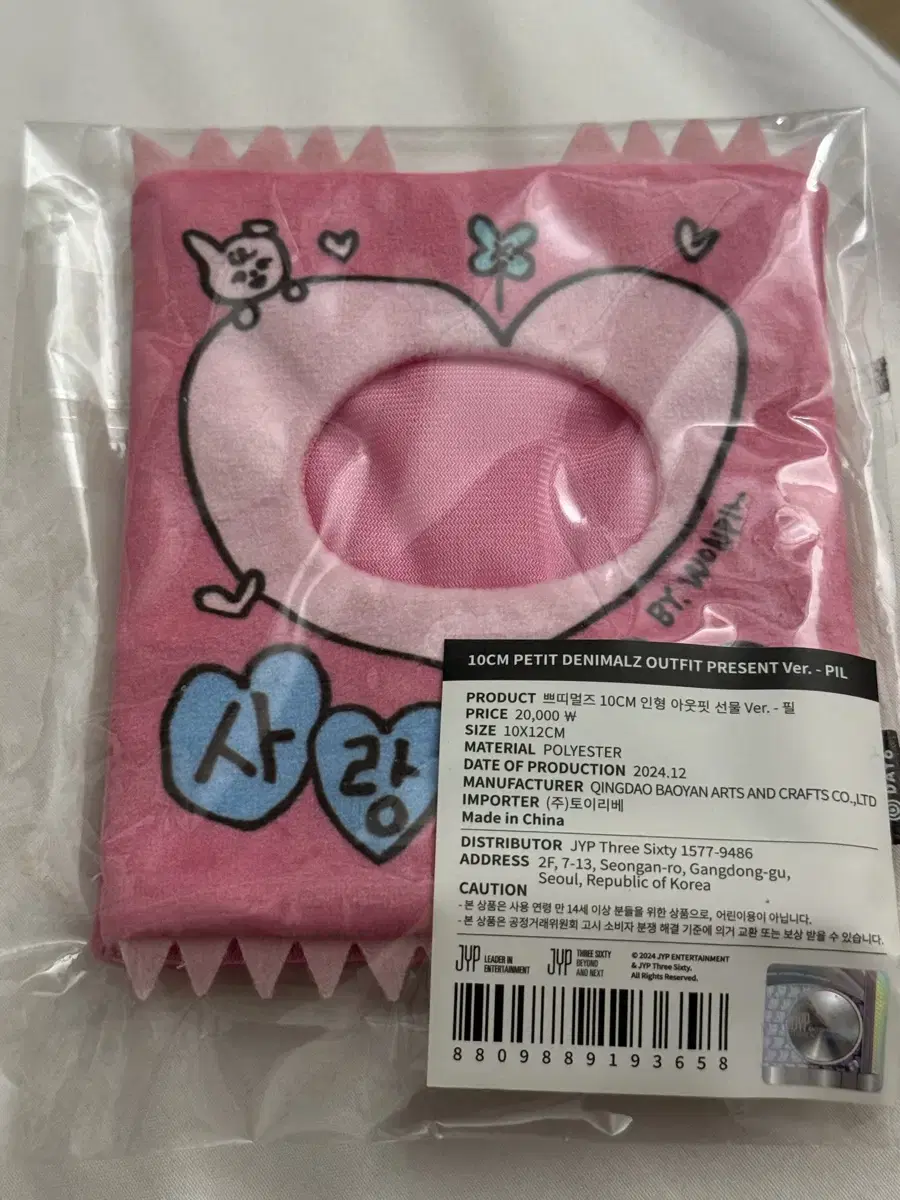 BY. WONPIL
사
랑
10CM PETIT DENIMALZ OUTFIT PRESENT Ver. - PIL
PRODUCT 쁘띠멀즈 10CM 인형 아웃핏 선물 Ver. - 필
PRICE 20,000 ₩
SIZE 10X12CM
MATERIAL POLYESTER
DATE OF PRODUCTION 2024.12
MANUFACTURER QINGDAO BAOYAN ARTS AND CRAFTS CO.,LTD
IMPORTER (주)토이리베
Made in China
DISTRIBUTOR JYP Three Sixty 1577-9486
ADDRESS 2F, 7-13, Seongan-ro, Gangdong-gu,
Seoul, Republic of Korea
CAUTION
- 본 상품은 사용 연령 만 14세 이상 분들을 위한 상품으로, 어린이용이 아닙니다.
- 본 상품은 공정거래위원회 고시 소비자 분쟁 해결 기준에 의거 교환 또는 보상 받을 수 있습니다.
JYP LEADER IN ENTERTAINMENT
JYP THREE SIXTY BEYOND AND NEXT
© 2024 JYP ENTERTAINMENT
& JYP Three Sixty.
All Rights Reserved.
8809889193658
JYP